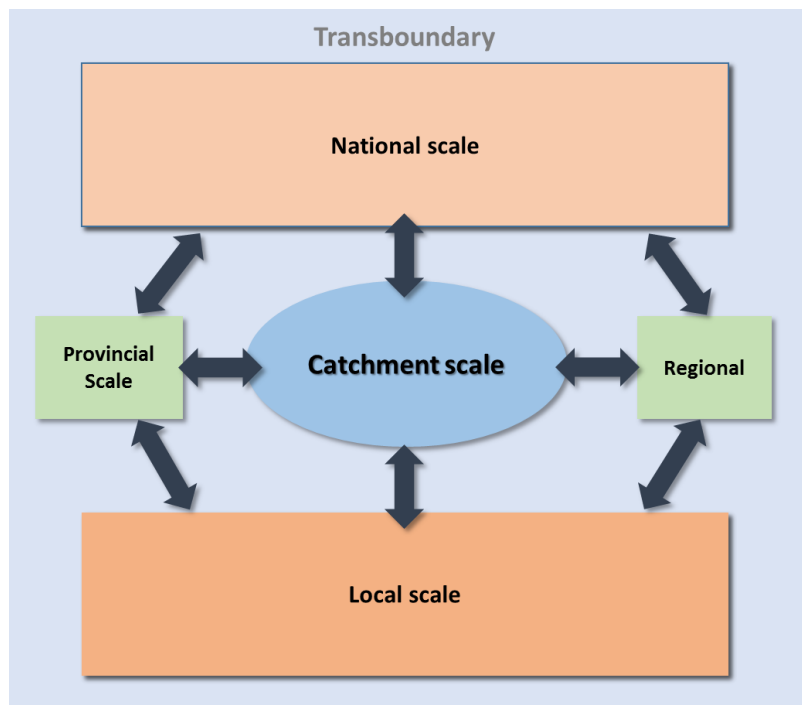 Transboundary
National scale
Provincial
Scale
Catchment scale
Regional
Local scale